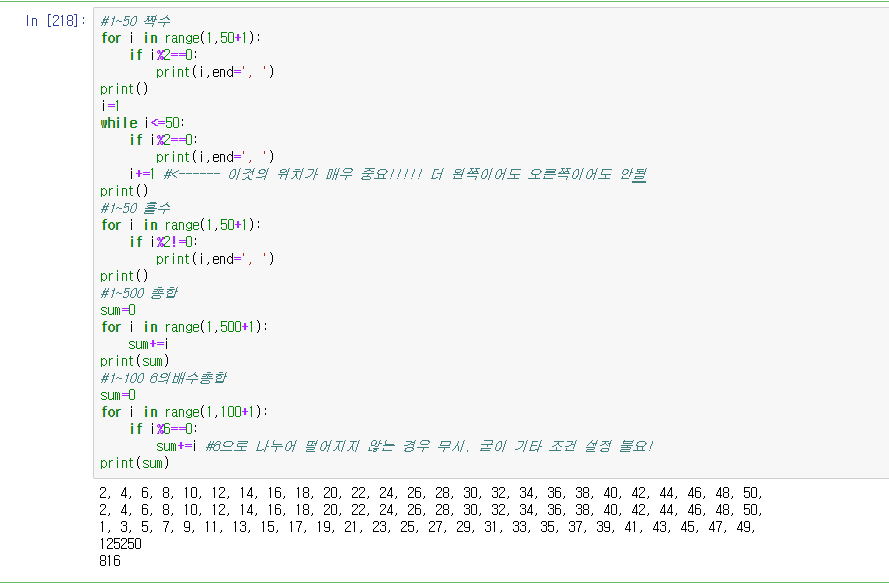 In [218]:
#1~50 짝수
for i in range(1,50+1):
    if i%2==0:
        print(i,end=', ')
print()
i=1
while i<=50:
    if i%2==0:
        print(i,end=', ')
    i+=1 #<------ 이것의 위치가 매우 중요!!!!! 더 왼쪽이어도 오른쪽이어도 안됨
print()
#1~50 홀수
for i in range(1,50+1):
    if i%2!=0:
        print(i,end=', ')
print()
#1~500 총합
sum=0
for i in range(1,500+1):
    sum+=i
print(sum)
#1~100 6의배수총합
sum=0
for i in range(1,100+1):
    if i%6==0:
        sum+=i #6으로 나누어 떨어지지 않는 경우 무시. 굳이 기타 조건 설정 불요!
print(sum)
2, 4, 6, 8, 10, 12, 14, 16, 18, 20, 22, 24, 26, 28, 30, 32, 34, 36, 38, 40, 42, 44, 46, 48, 50,
2, 4, 6, 8, 10, 12, 14, 16, 18, 20, 22, 24, 26, 28, 30, 32, 34, 36, 38, 40, 42, 44, 46, 48, 50,
1, 3, 5, 7, 9, 11, 13, 15, 17, 19, 21, 23, 25, 27, 29, 31, 33, 35, 37, 39, 41, 43, 45, 47, 49,
125250
816